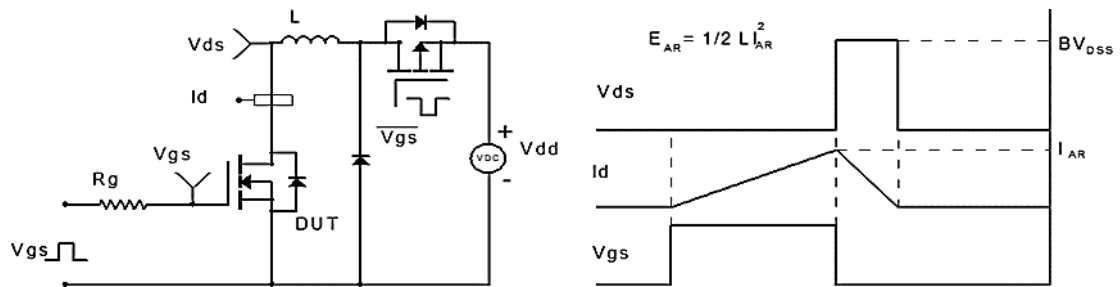 L
Vds
Id
Vgs
Vgs
Rg
DUT
Vgs
+
VDC
Vdd
-
E_AR = 1/2 LI²_AR
BV_DSS
Vds
I_AR
Id
Vgs